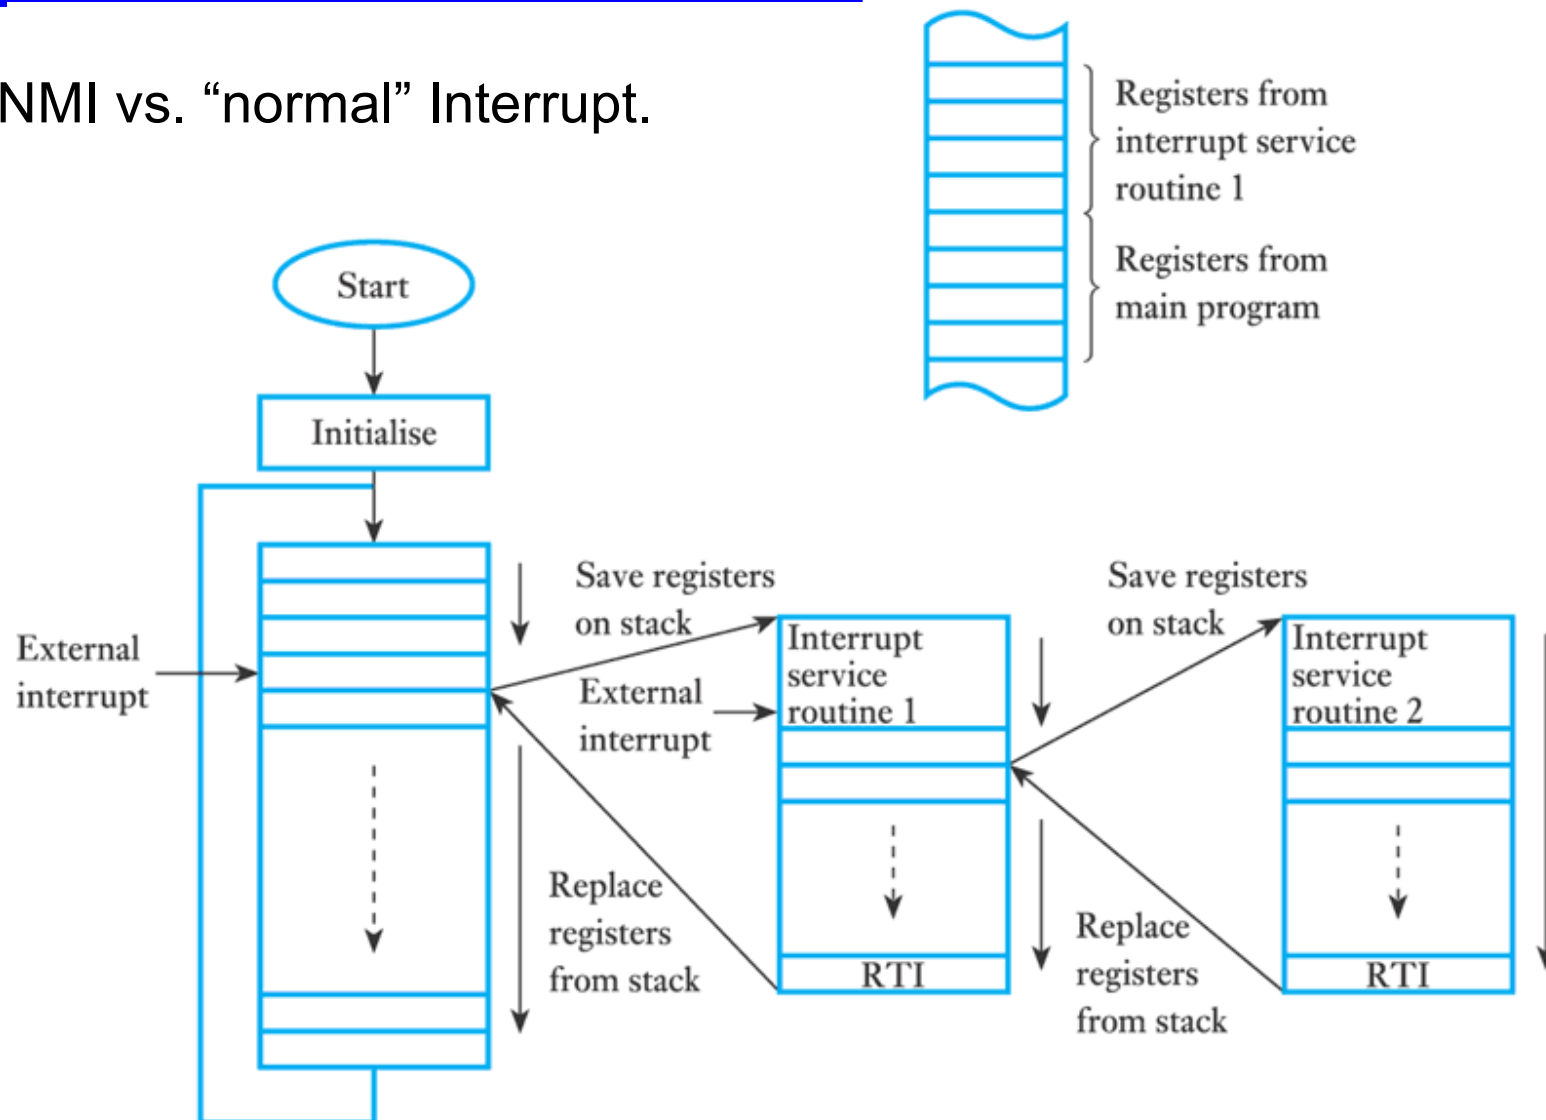 NMI vs. “normal” Interrupt.
Registers from
interrupt service
routine 1
Registers from
main program
Start
Initialise
External
interrupt
Save registers
on stack
Replace
registers
from stack
External
interrupt
Interrupt
service
routine 1
RTI
Save registers
on stack
Replace
registers
from stack
Interrupt
service
routine 2
RTI